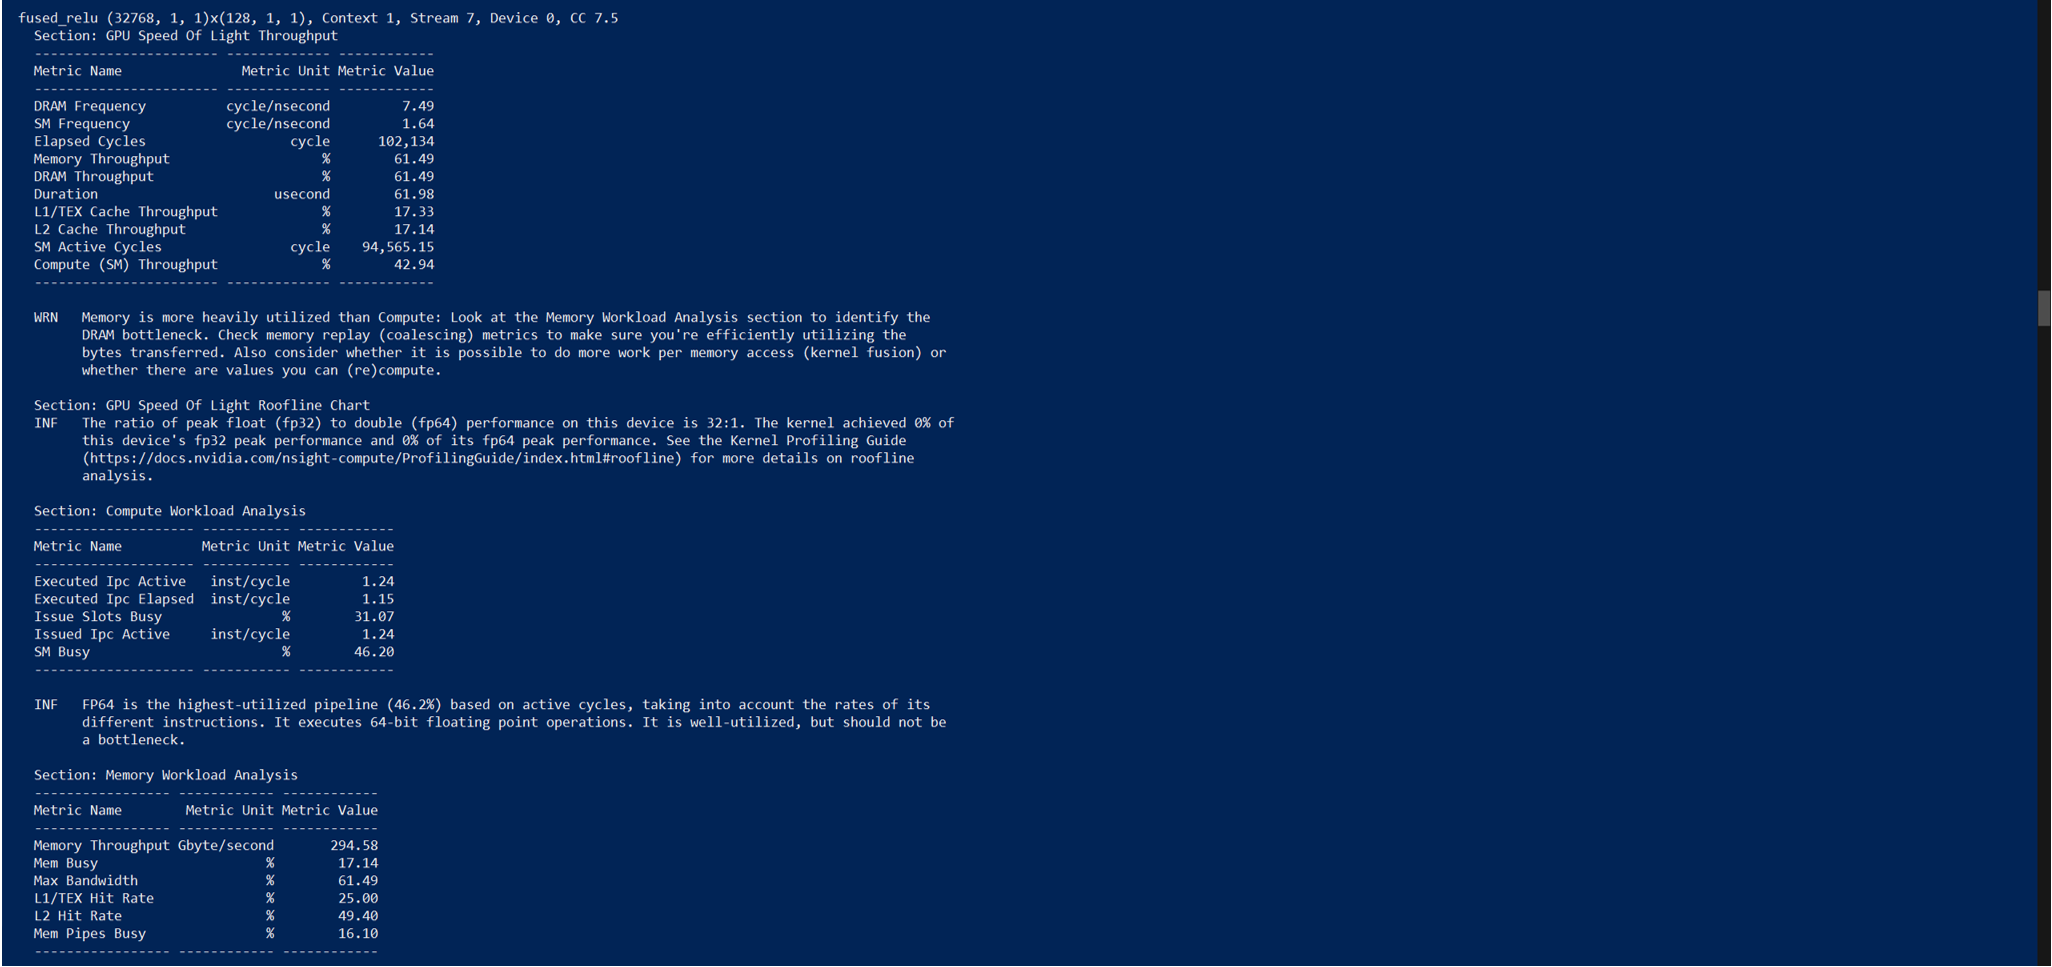 fused_relu (32768, 1, 1)x(128, 1, 1), Context 1, Stream 7, Device 0, CC 7.5
Section: GPU Speed Of Light Throughput
----------------------- ------------- ------------
Metric Name               Metric Unit Metric Value
----------------------- ------------- ------------
DRAM Frequency          cycle/nsecond         7.49
SM Frequency            cycle/nsecond         1.64
Elapsed Cycles                  cycle      102,134
Memory Throughput                   %        61.49
DRAM Throughput                     %        61.49
Duration                      usecond        61.98
L1/TEX Cache Throughput             %        17.33
L2 Cache Throughput                 %        17.14
SM Active Cycles                cycle    94,565.15
Compute (SM) Throughput             %        42.94
----------------------- ------------- ------------
WRN   Memory is more heavily utilized than Compute: Look at the Memory Workload Analysis section to identify the
DRAM bottleneck. Check memory replay (coalescing) metrics to make sure you're efficiently utilizing the
bytes transferred. Also consider whether it is possible to do more work per memory access (kernel fusion) or
whether there are values you can (re)compute.
Section: GPU Speed Of Light Roofline Chart
INF   The ratio of peak float (fp32) to double (fp64) performance on this device is 32:1. The kernel achieved 0% of
this device's fp32 peak performance and 0% of its fp64 peak performance. See the Kernel Profiling Guide
(https://docs.nvidia.com/nsight-compute/ProfilingGuide/index.html#roofline) for more details on roofline
analysis.
Section: Compute Workload Analysis
-------------------- ----------- ------------
Metric Name          Metric Unit Metric Value
-------------------- ----------- ------------
Executed Ipc Active   inst/cycle         1.24
Executed Ipc Elapsed  inst/cycle         1.15
Issue Slots Busy               %        31.07
Issued Ipc Active     inst/cycle         1.24
SM Busy                        %        46.20
-------------------- ----------- ------------
INF   FP64 is the highest-utilized pipeline (46.2%) based on active cycles, taking into account the rates of its
different instructions. It executes 64-bit floating point operations. It is well-utilized, but should not be
a bottleneck.
Section: Memory Workload Analysis
----------------- ------------ ------------
Metric Name        Metric Unit Metric Value
----------------- ------------ ------------
Memory Throughput Gbyte/second       294.58
Mem Busy                     %        17.14
Max Bandwidth                %        61.49
L1/TEX Hit Rate              %        25.00
L2 Hit Rate                  %        49.40
Mem Pipes Busy               %        16.10
----------------- ------------ ------------